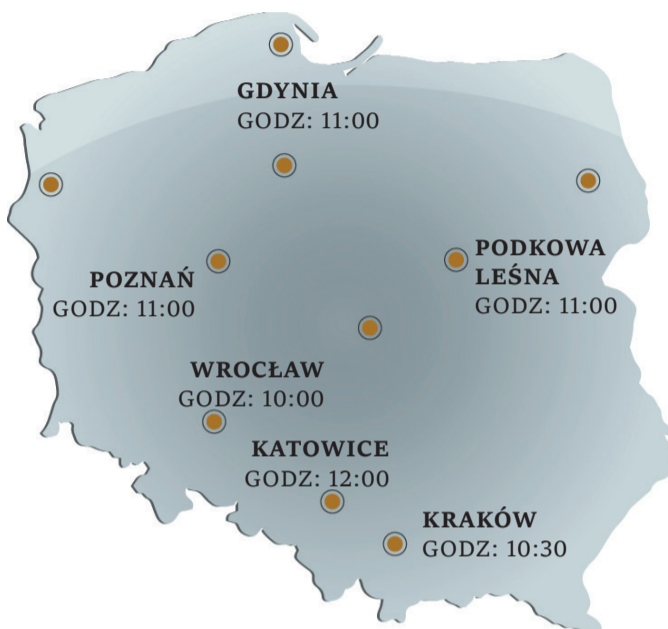 GDYNIA
GODZ: 11:00
PODKOWA
LEŚNA
GODZ: 11:00
POZNAŃ
GODZ: 11:00
WROCŁAW
GODZ: 10:00
KATOWICE
GODZ: 12:00
KRAKÓW
GODZ: 10:30